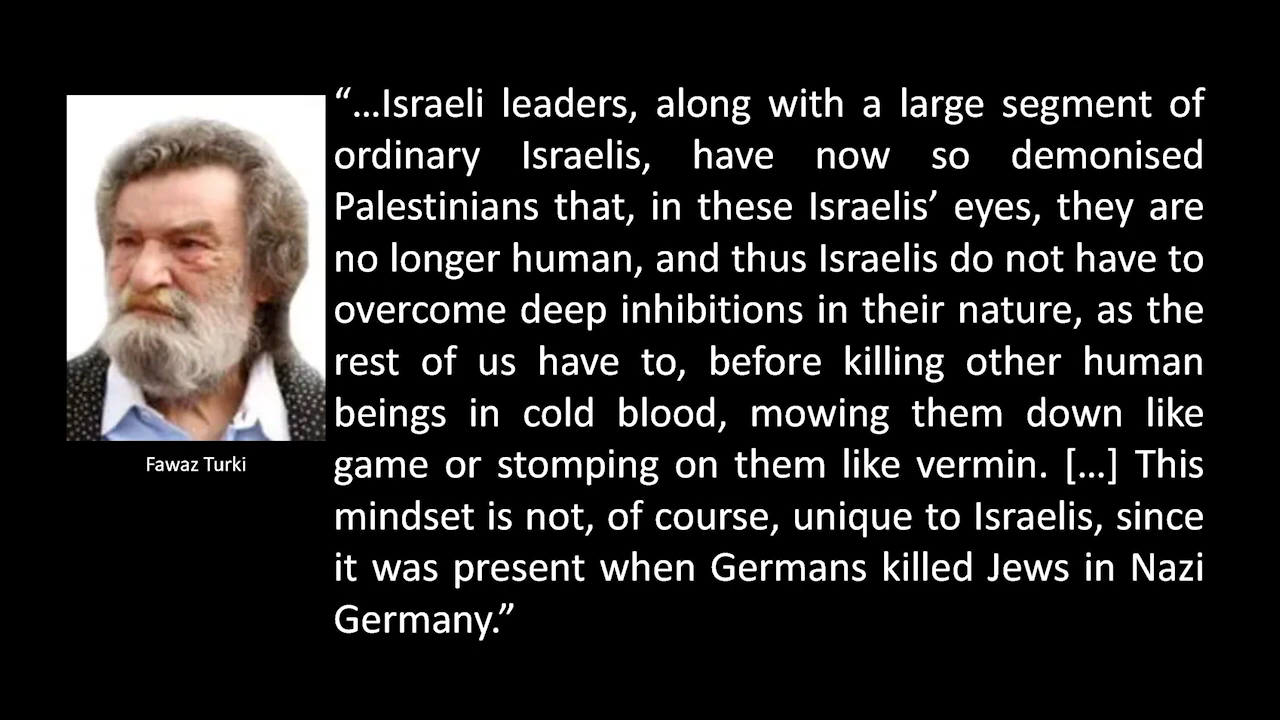 “…Israeli leaders, along with a large segment of
ordinary Israelis, have now so demonised
Palestinians that, in these Israelis’ eyes, they are
no longer human, and thus Israelis do not have to
overcome deep inhibitions in their nature, as the
rest of us have to, before killing other human
beings in cold blood, mowing them down like
game or stomping on them like vermin. […] This
mindset is not, of course, unique to Israelis, since
it was present when Germans killed Jews in Nazi
Germany.”
Fawaz Turki